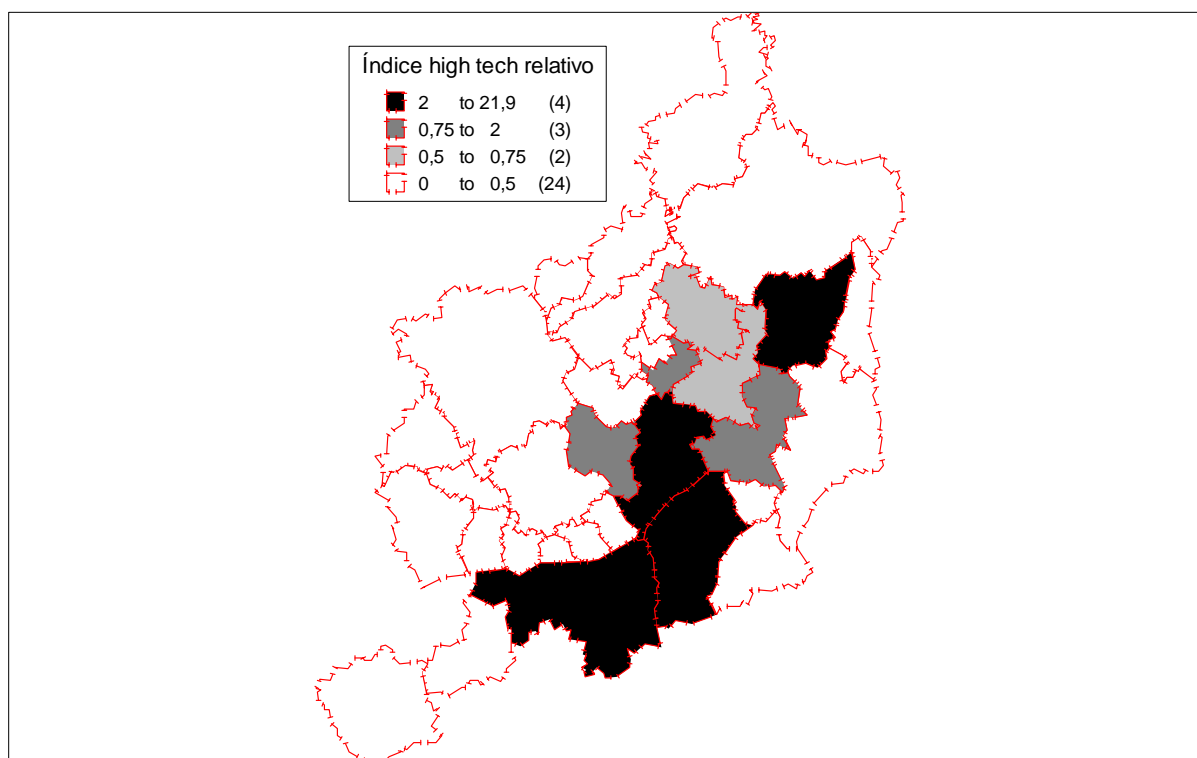 Índice high tech relativo
2 to 21,9 (4)
0,75 to 2 (3)
0,5 to 0,75 (2)
0 to 0,5 (24)